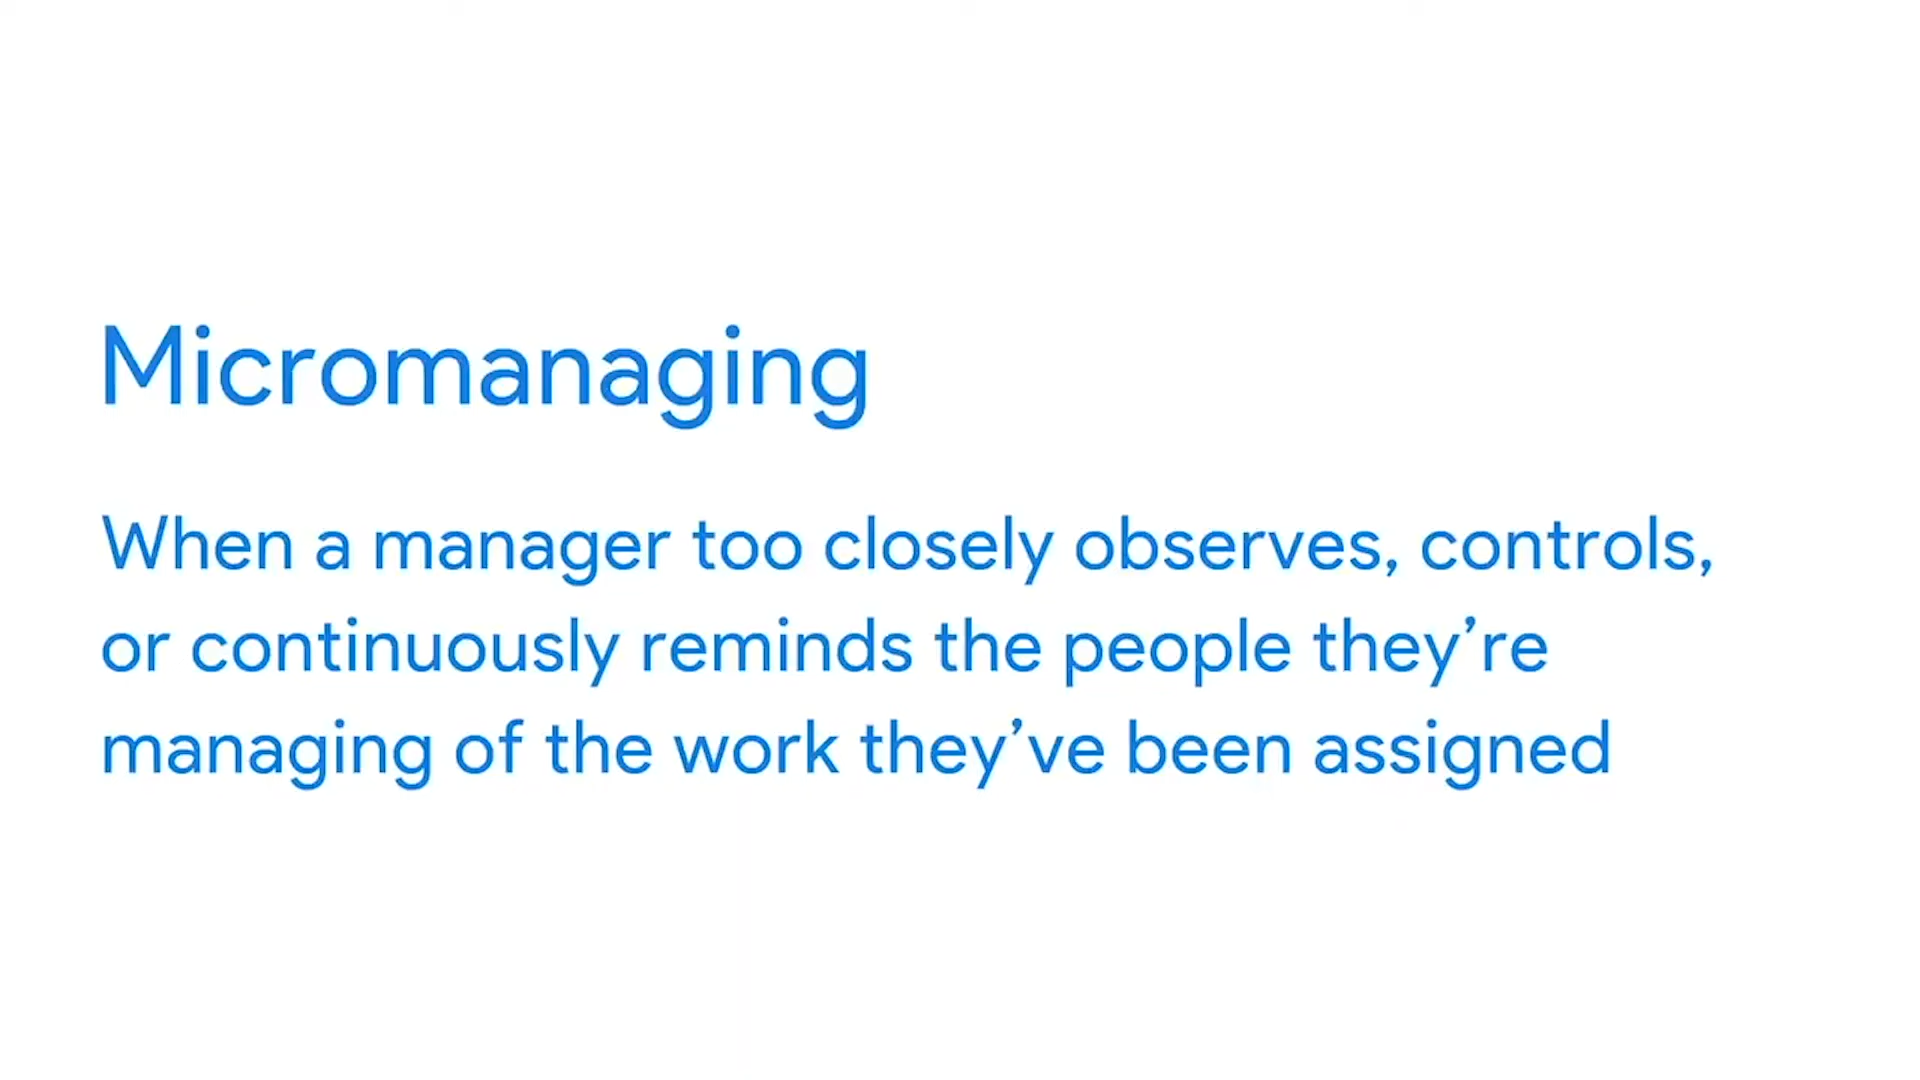 Micromanaging
When a manager too closely observes, controls,
or continuously reminds the people they’re
managing of the work they’ve been assigned